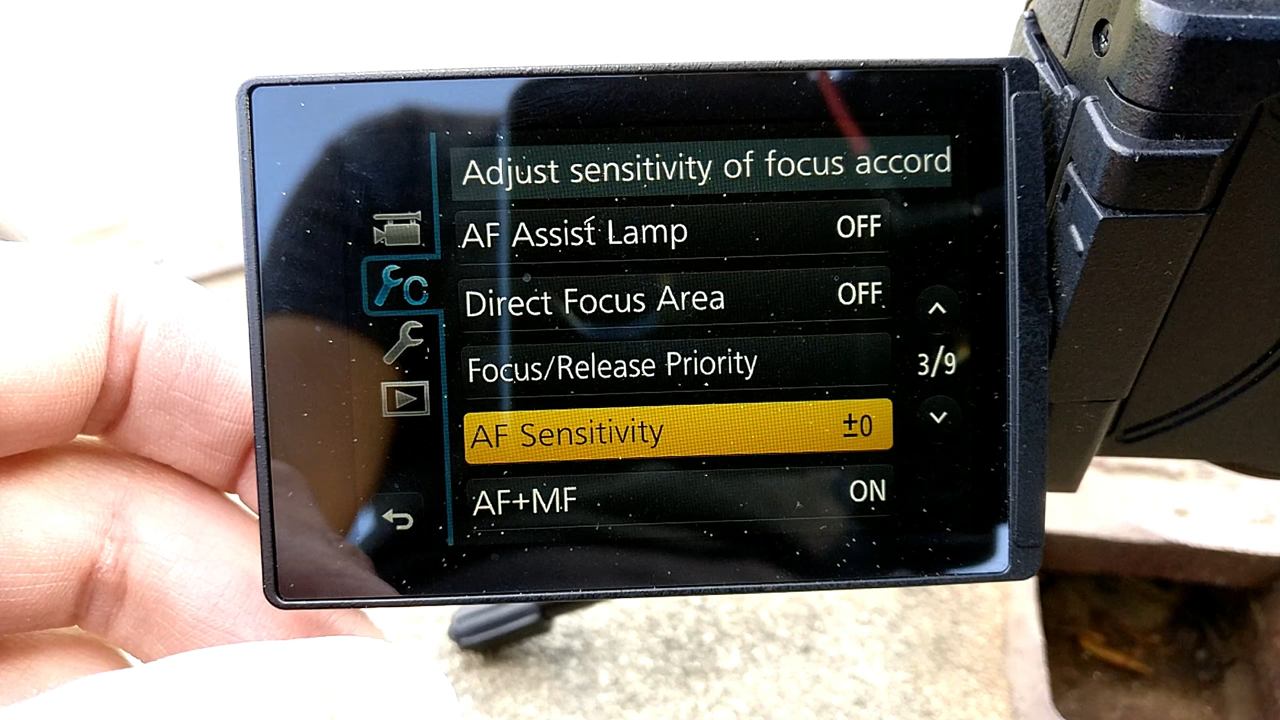 Adjust sensitivity of focus accord
AF Assist Lamp OFF
Direct Focus Area OFF
Focus/Release Priority
3/9
AF Sensitivity ±0
AF+MF ON
C